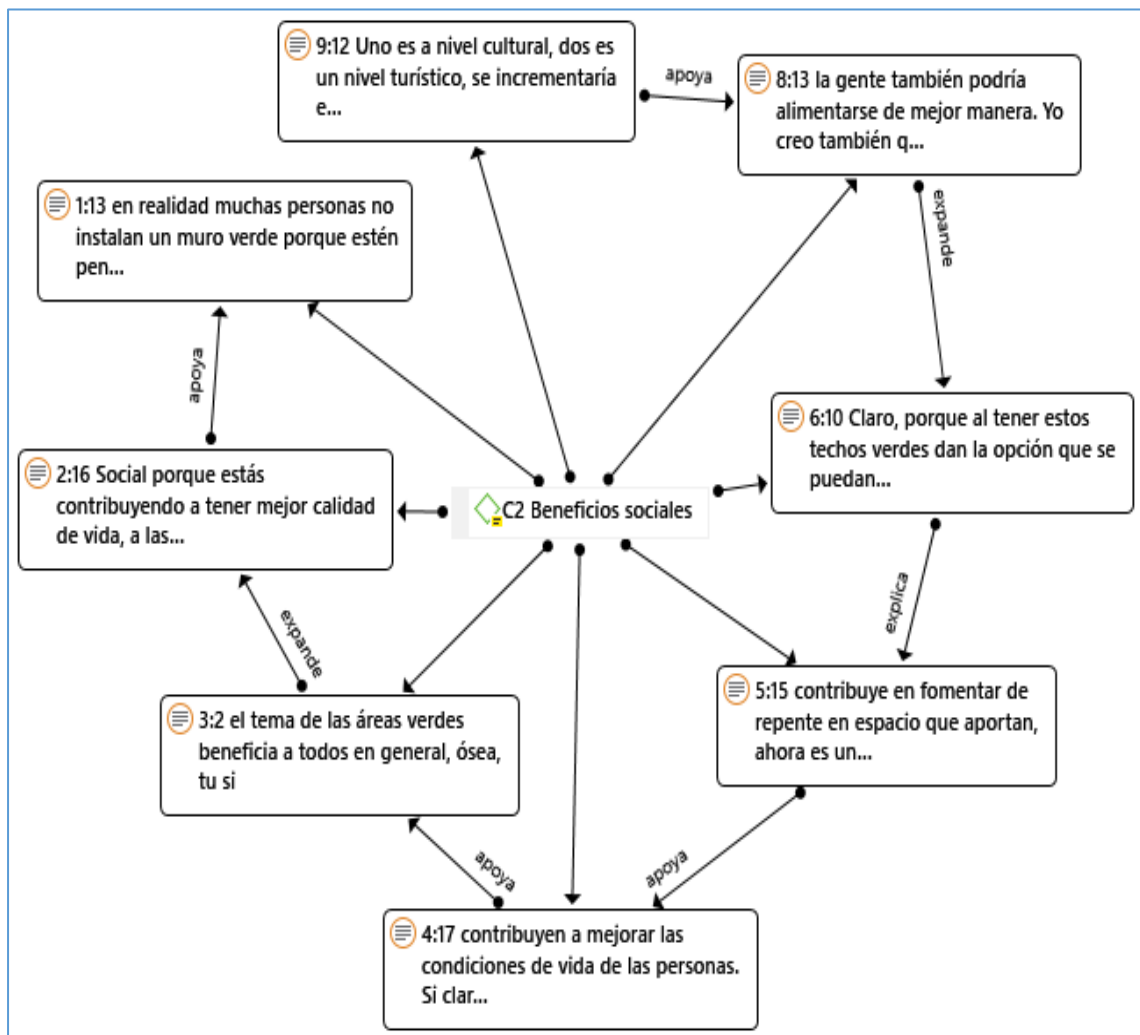 9:12 Uno es a nivel cultural, dos es
un nivel turístico, se incrementaría
e...
apoya
8:13 la gente también podría
alimentarse de mejor manera. Yo
creo también q...
1:13 en realidad muchas personas no
instalan un muro verde porque estén
pen...
expande
apoya
6:10 Claro, porque al tener estos
techos verdes dan la opción que se
puedan...
2:16 Social porque estás
contribuyendo a tener mejor calidad
de vida, a las...
C2 Beneficios sociales
expande
explica
3:2 el tema de las áreas verdes
beneficia a todos en general, ósea,
tu si
5:15 contribuye en fomentar de
repente en espacio que aportan,
ahora es un...
apoya
apoya
4:17 contribuyen a mejorar las
condiciones de vida de las personas.
Si clar...